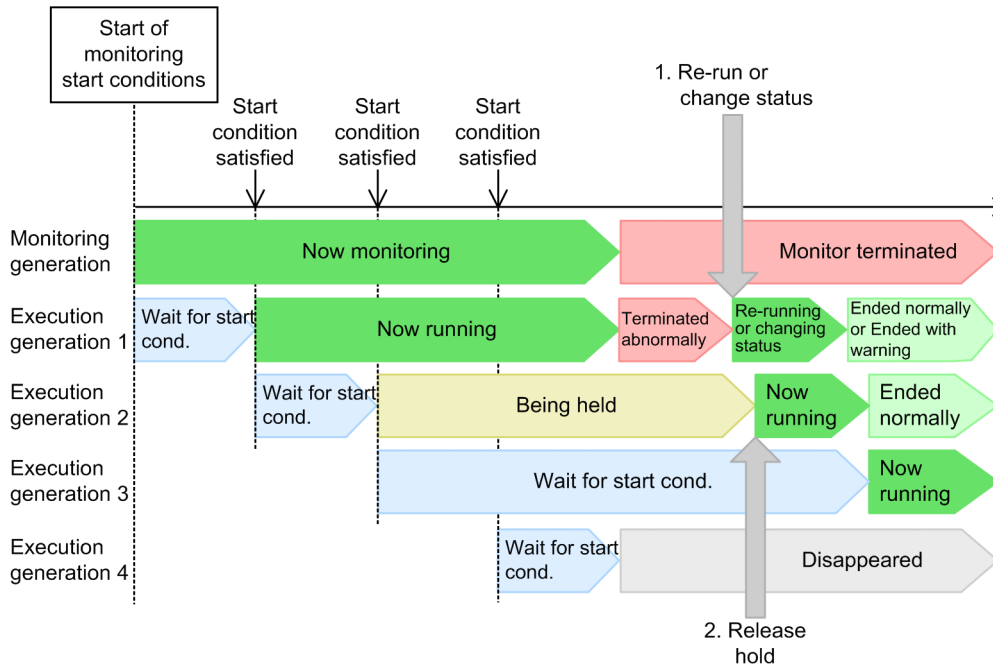 Start of
monitoring
start conditions
1. Re-run or
change status
Start
condition
satisfied
Start
condition
satisfied
Start
condition
satisfied
Monitoring
generation
Now monitoring
Monitor terminated
Execution
generation 1
Wait for start
cond.
Now running
Terminated
abnormally
Re-running
or changing
status
Ended normally
or Ended with
warning
Execution
generation 2
Wait for start
cond.
Being held
Now
running
Ended
normally
Execution
generation 3
Wait for start cond.
Now
running
Execution
generation 4
Wait for start
cond.
Disappeared
2. Release
hold